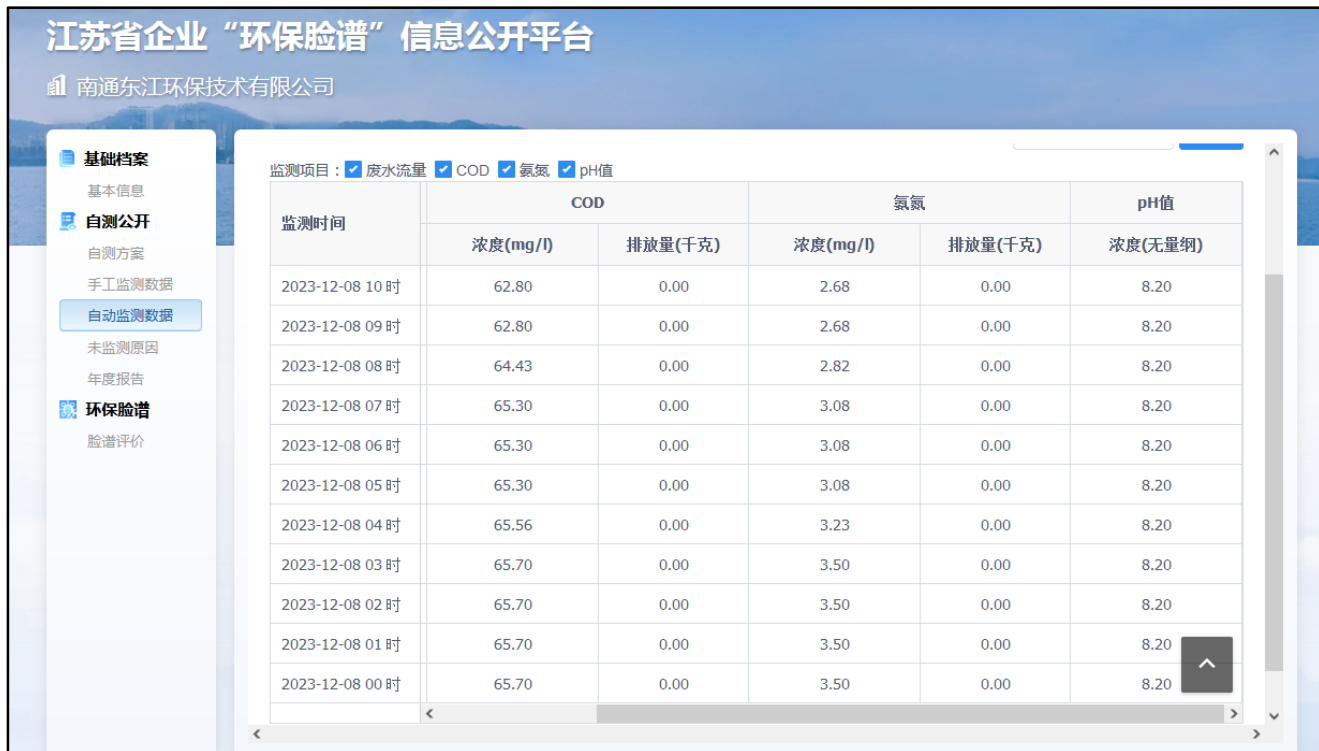 江苏省企业“环保脸谱”信息公开平台
南通东江环保技术有限公司
基础档案
基本信息
自测公开
自测方案
手工监测数据
自动监测数据
未监测原因
年度报告
环保脸谱
脸谱评价
监测项目：废水流量 COD 氨氮 pH值
监测时间 COD 氨氮 pH值
浓度(mg/l) 排放量(千克) 浓度(mg/l) 排放量(千克) 浓度(无量纲)
2023-12-08 10时 62.80 0.00 2.68 0.00 8.20
2023-12-08 09时 62.80 0.00 2.68 0.00 8.20
2023-12-08 08时 64.43 0.00 2.82 0.00 8.20
2023-12-08 07时 65.30 0.00 3.08 0.00 8.20
2023-12-08 06时 65.30 0.00 3.08 0.00 8.20
2023-12-08 05时 65.30 0.00 3.08 0.00 8.20
2023-12-08 04时 65.56 0.00 3.23 0.00 8.20
2023-12-08 03时 65.70 0.00 3.50 0.00 8.20
2023-12-08 02时 65.70 0.00 3.50 0.00 8.20
2023-12-08 01时 65.70 0.00 3.50 0.00 8.20
2023-12-08 00时 65.70 0.00 3.50 0.00 8.20